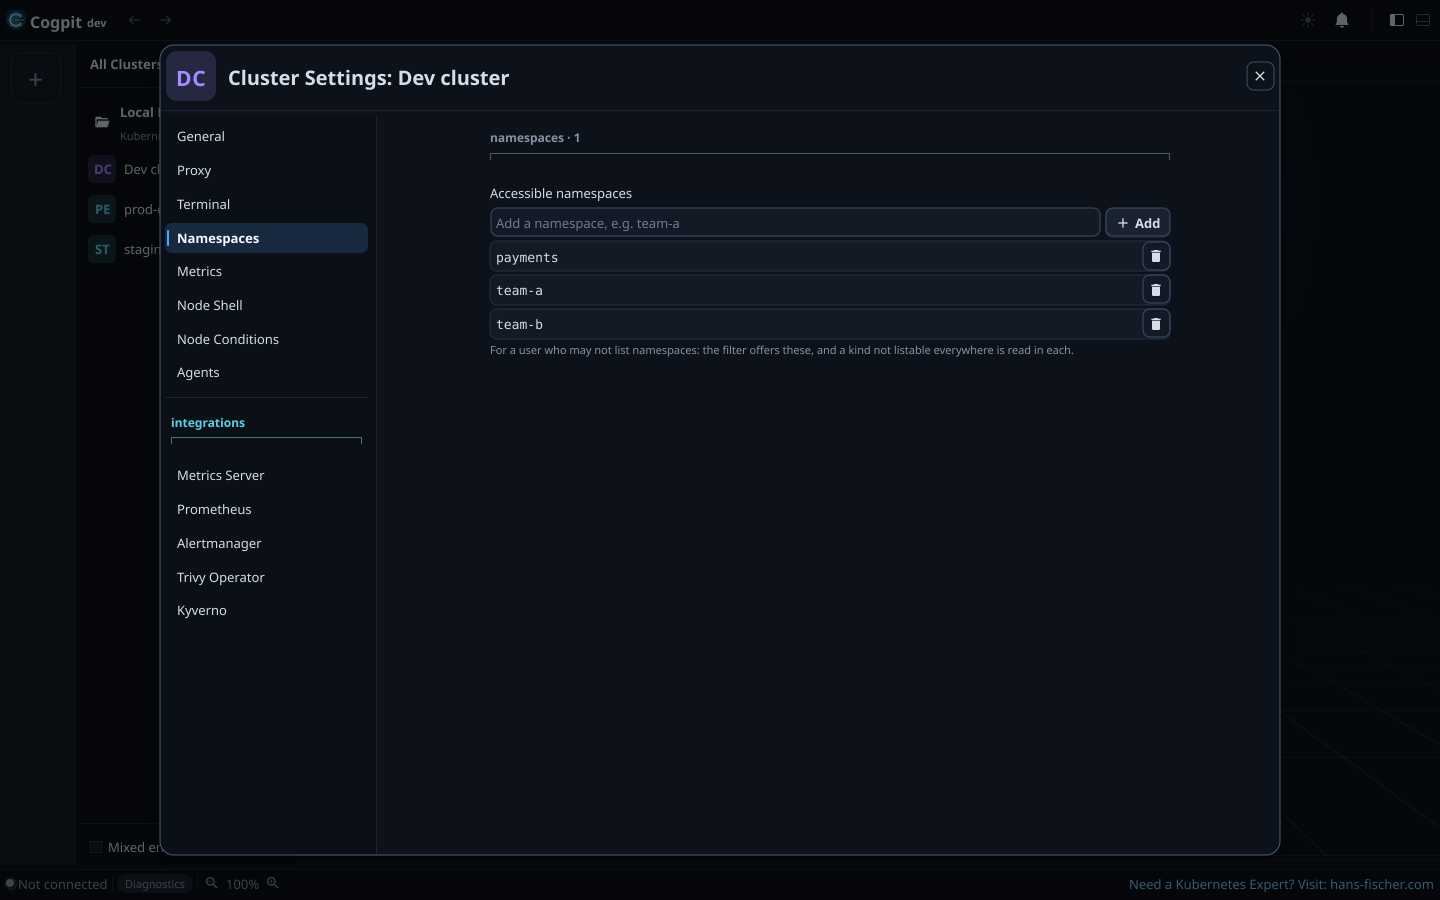 Cogpit dev
All Clusters
Local
DC Dev cl
PE prod-
ST stagin
Mixed en
Not connected
Diagnostics
100%
Need a Kubernetes Expert? Visit: hans-fischer.com
DC
Cluster Settings: Dev cluster
General
Proxy
Terminal
Namespaces
Metrics
Node Shell
Node Conditions
Agents
integrations
Metrics Server
Prometheus
Alertmanager
Trivy Operator
Kyverno
namespaces · 1
Accessible namespaces
Add a namespace, e.g. team-a
+ Add
payments
team-a
team-b
For a user who may not list namespaces: the filter offers these, and a kind not listable everywhere is read in each.